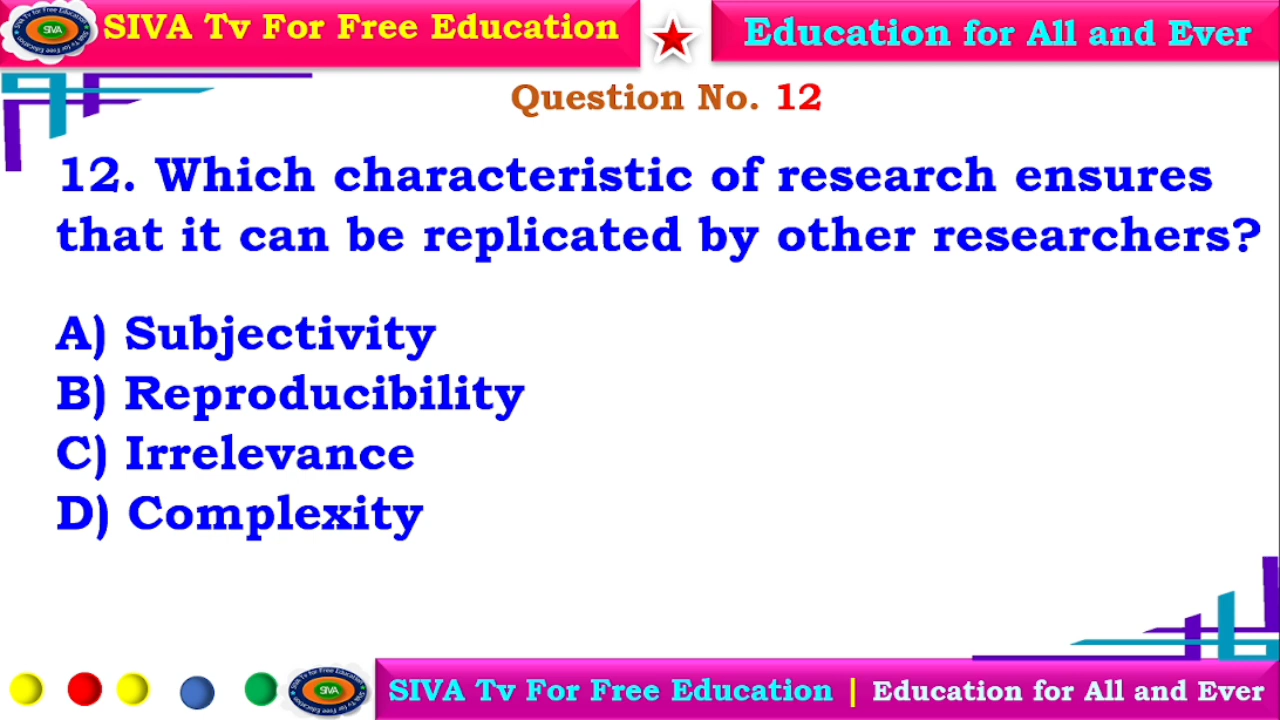 SIVA Tv For Free Education
Education for All and Ever
Question No. 12
12. Which characteristic of research ensures
that it can be replicated by other researchers?
A) Subjectivity
B) Reproducibility
C) Irrelevance
D) Complexity
SIVA
SIVA
SIVA Tv For Free Education | Education for All and Ever